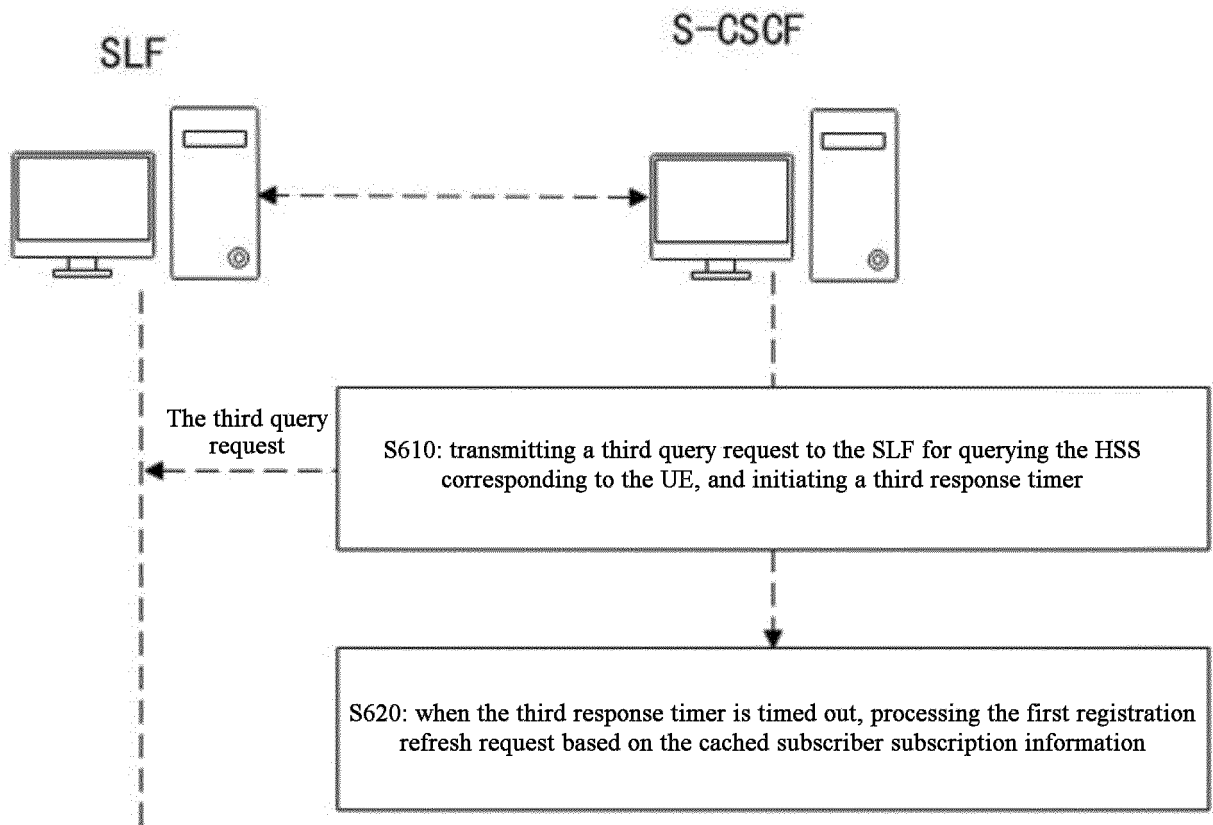 SLF
S-CSCF
The third query
request
S610: transmitting a third query request to the SLF for querying the HSS
corresponding to the UE, and initiating a third response timer
S620: when the third response timer is timed out, processing the first registration
refresh request based on the cached subscriber subscription information